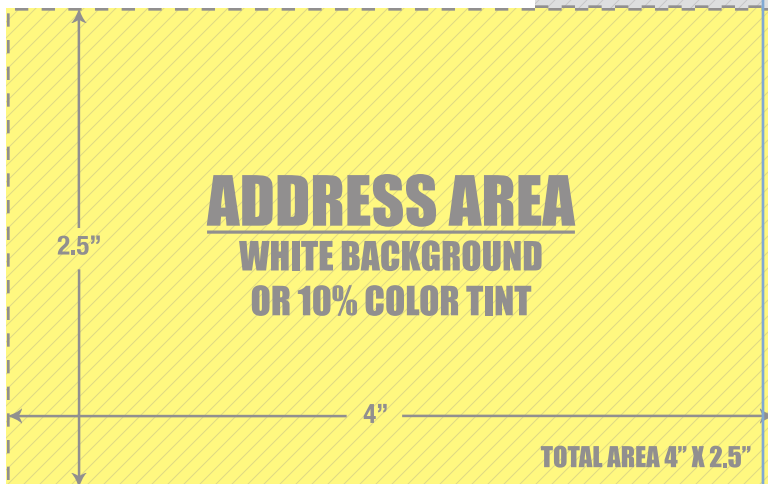 ADDRESS AREA
2.5”
WHITE BACKGROUND
OR 10% COLOR TINT
4”
TOTAL AREA 4” X 2.5”